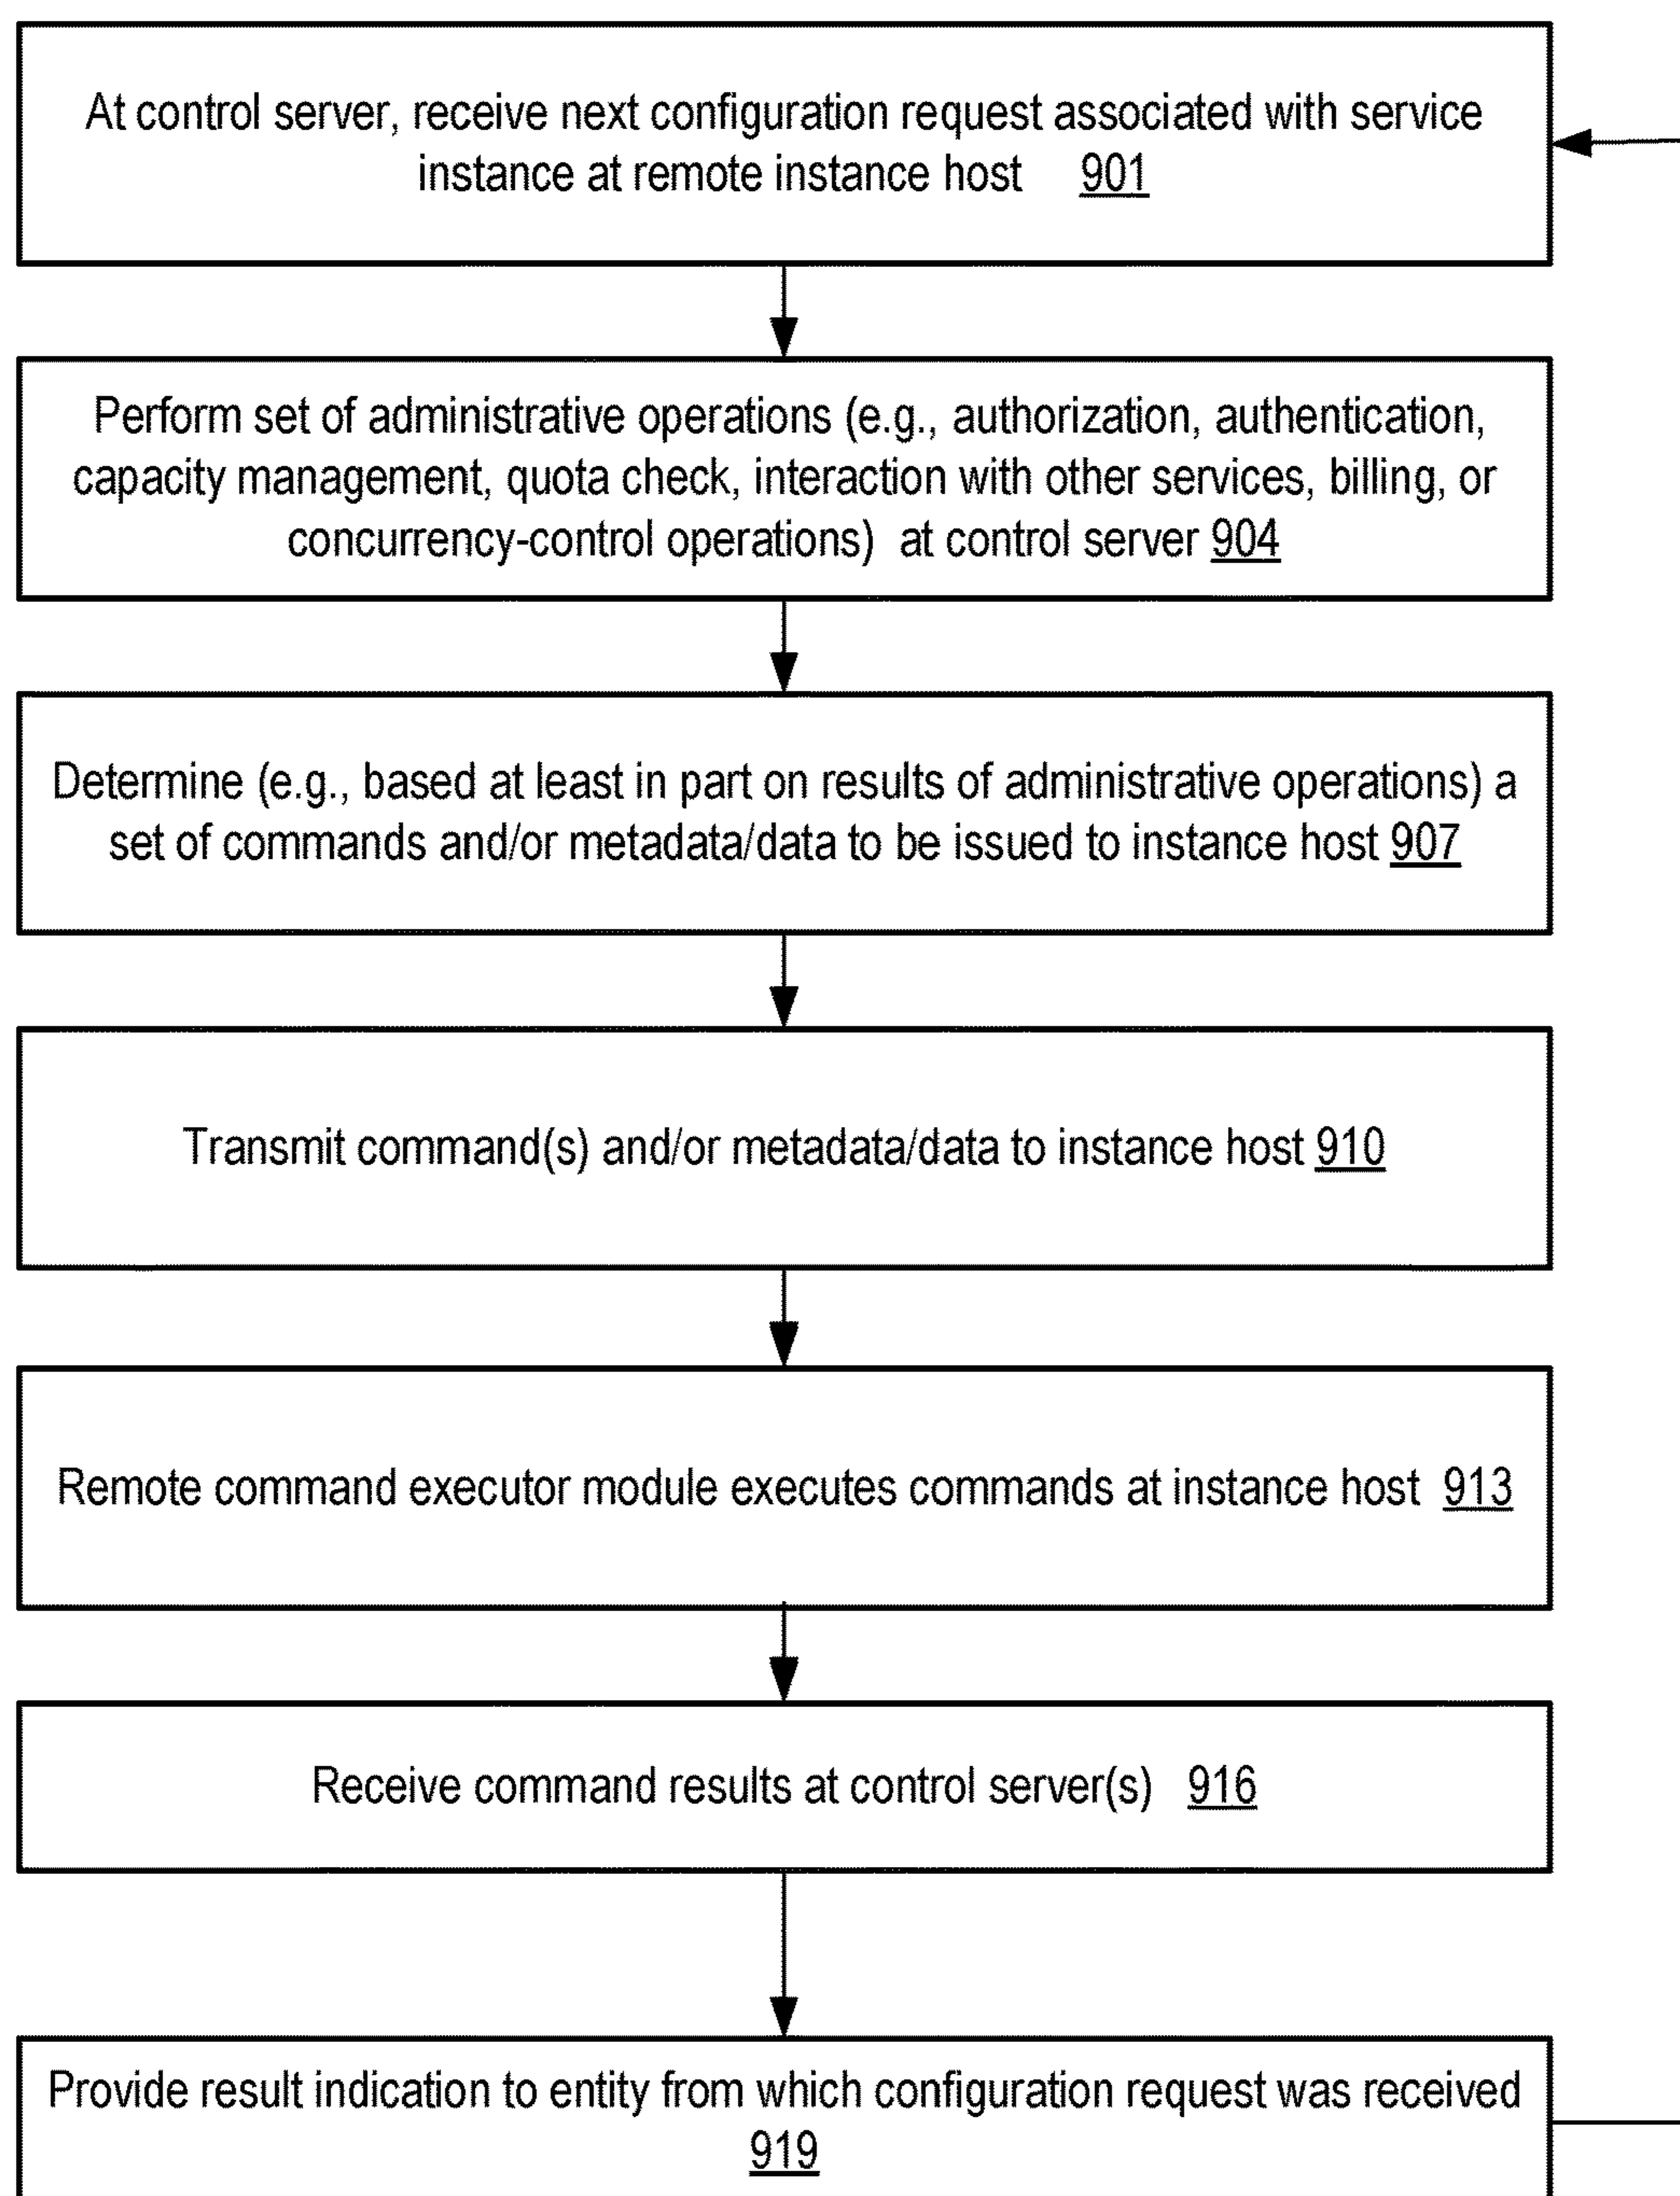 At control server, receive next configuration request associated with service
instance at remote instance host 901
Perform set of administrative operations (e.g., authorization, authentication,
capacity management, quota check, interaction with other services, billing, or
concurrency-control operations) at control server 904
Determine (e.g., based at least in part on results of administrative operations) a
set of commands and/or metadata/data to be issued to instance host 907
Transmit command(s) and/or metadata/data to instance host 910
Remote command executor module executes commands at instance host 913
Receive command results at control server(s) 916
Provide result indication to entity from which configuration request was received
919